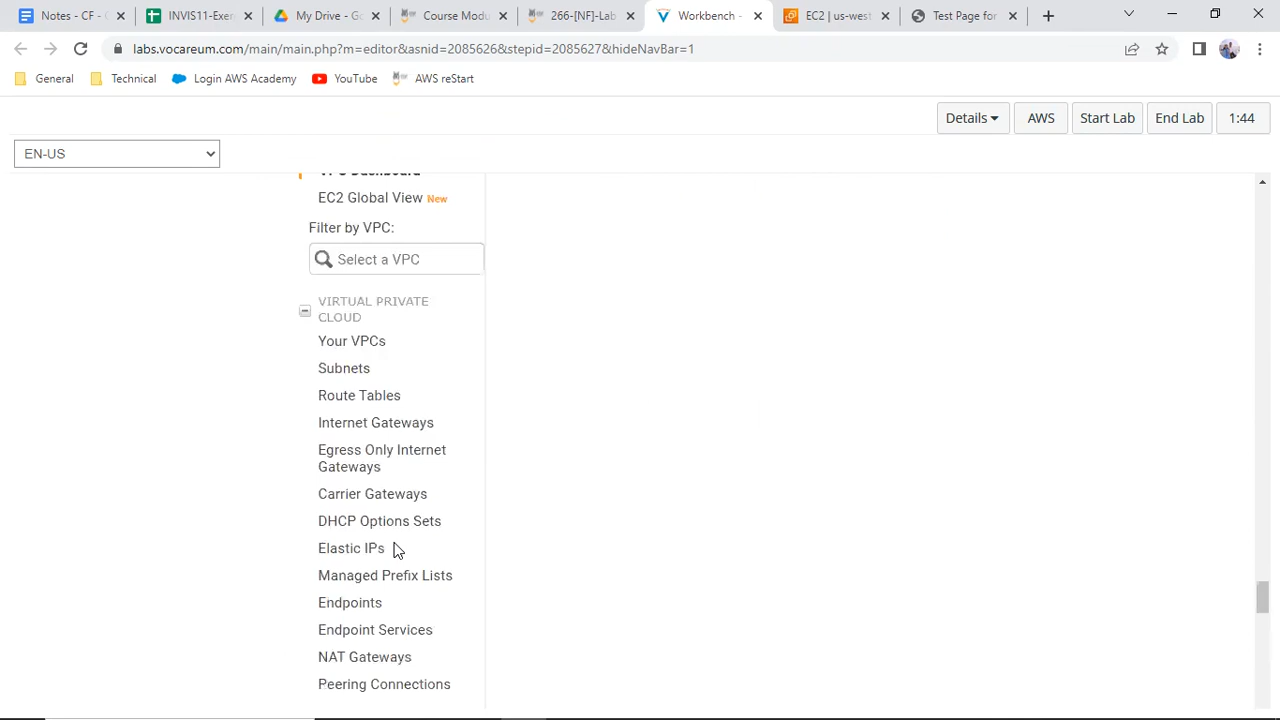 Notes - C1 - C
INVIS11-Exer
My Drive -
Course Modu
266-[NF]-Lab
Workbench -
EC2 | us-west
Test Page for
labs.vocareum.com/main/main.php?m=editor&asnid=2085626&stepid=2085627&hideNavBar=1
General
Technical
Login AWS Academy
YouTube
AWS reStart
Details
AWS
Start Lab
End Lab
1:44
EN-US
VPC Dashboard
EC2 Global View New
Filter by VPC:
Select a VPC
VIRTUAL PRIVATE
CLOUD
Your VPCs
Subnets
Route Tables
Internet Gateways
Egress Only Internet
Gateways
Carrier Gateways
DHCP Options Sets
Elastic IPs
Managed Prefix Lists
Endpoints
Endpoint Services
NAT Gateways
Peering Connections